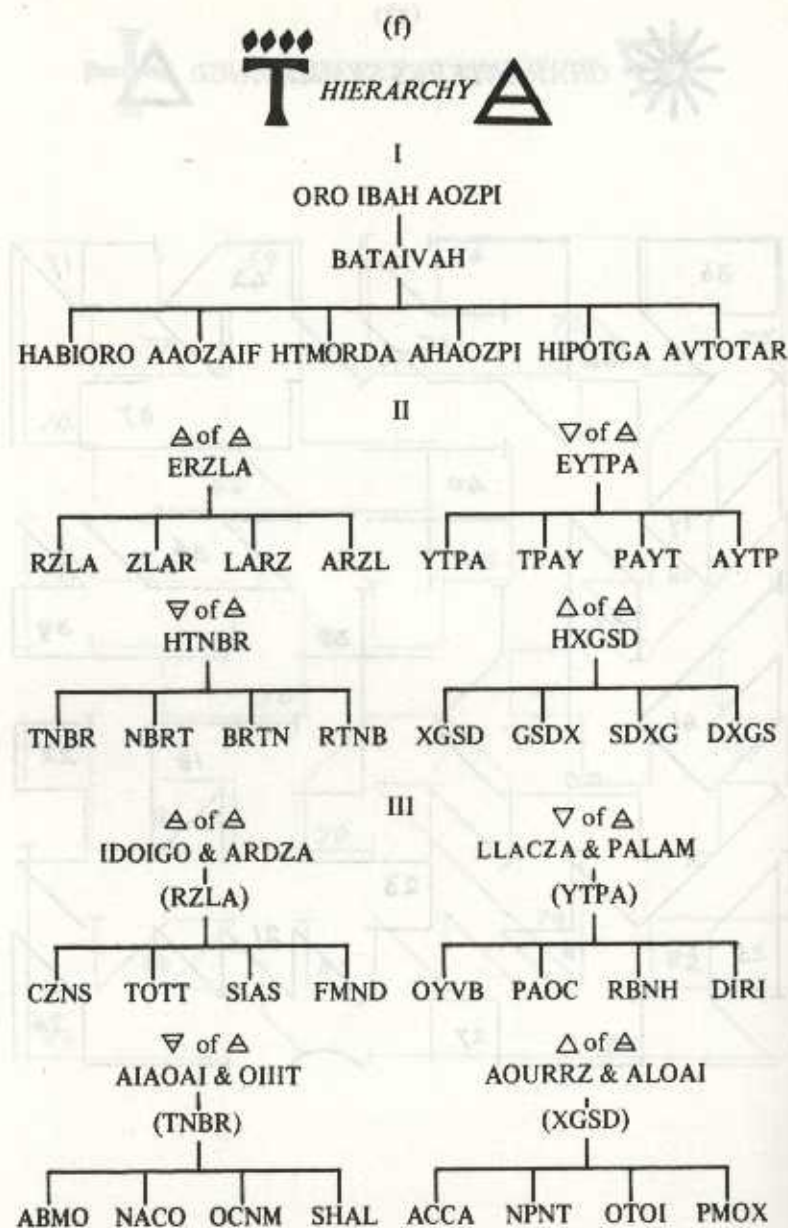 (f)
HIERARCHY
I
ORO IBAH AOZPI
BATAIVAH
HABIORO AAOZAIF HTMORDA AHAOZPI HIPOTGA AVTOTAR
II
🜁 of 🜁 ▽ of 🜁
ERZLA EYTPA
RZLA ZLAR LARZ ARZL YTPA TPAY PAYT AYTP
🜃 of 🜁 △ of 🜁
HTNBR HXGSD
TNBR NBRT BRTN RTNB XGSD GSDX SDXG DXGS
III
🜁 of 🜁 ▽ of 🜁
IDOIGO & ARDZA LLACZA & PALAM
(RZLA) (YTPA)
CZNS TOTT SIAS FMND OYVB PAOC RBNH DIRI
🜃 of 🜁 △ of 🜁
AIAOAI & OIIIT AOURRZ & ALOAI
(TNBR) (XGSD)
ABMO NACO OCNM SHAL ACCA NPNT OTOI PMOX